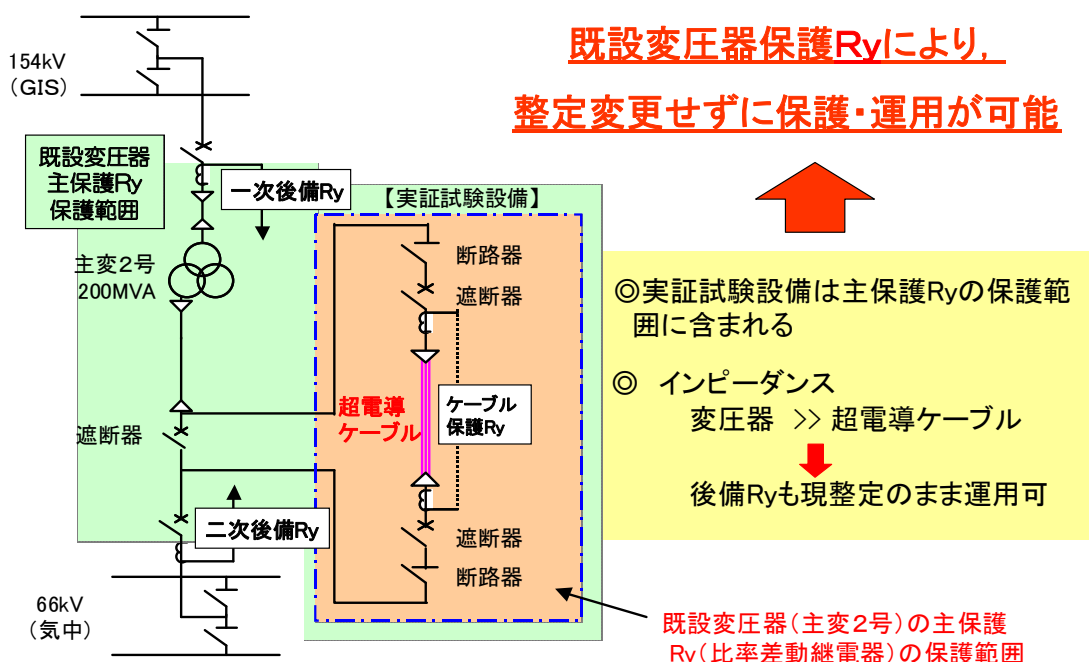 既設変圧器保護Ryにより，
整定変更せずに保護・運用が可能
154kV
（GIS）
既設変圧器
主保護Ry
保護範囲
一次後備Ry
【実証試験設備】
主変２号
200MVA
断路器
遮断器
超電導
ケーブル
ケーブル
保護Ry
遮断器
二次後備Ry
遮断器
断路器
66kV
（気中）
◎実証試験設備は主保護Ryの保護範
囲に含まれる
◎　インピーダンス
変圧器　>>　超電導ケーブル
後備Ryも現整定のまま運用可
既設変圧器（主変２号）の主保護
Ry（比率差動継電器）の保護範囲